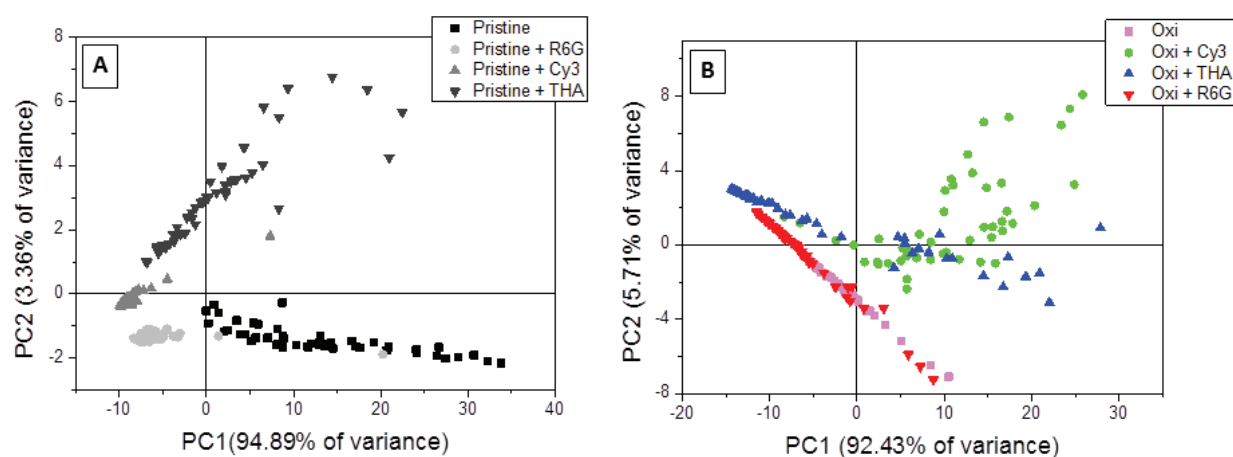 A
Pristine
Pristine + R6G
Pristine + Cy3
Pristine + THA
8
6
4
2
0
-2
PC2 (3.36% of variance)
-10
0
10
20
30
40
PC1(94.89% of variance)
B
Oxi
Oxi + Cy3
Oxi + THA
Oxi + R6G
8
4
0
-4
-8
PC2 (5.71% of variance)
-20
-10
0
10
20
30
PC1 (92.43% of variance)